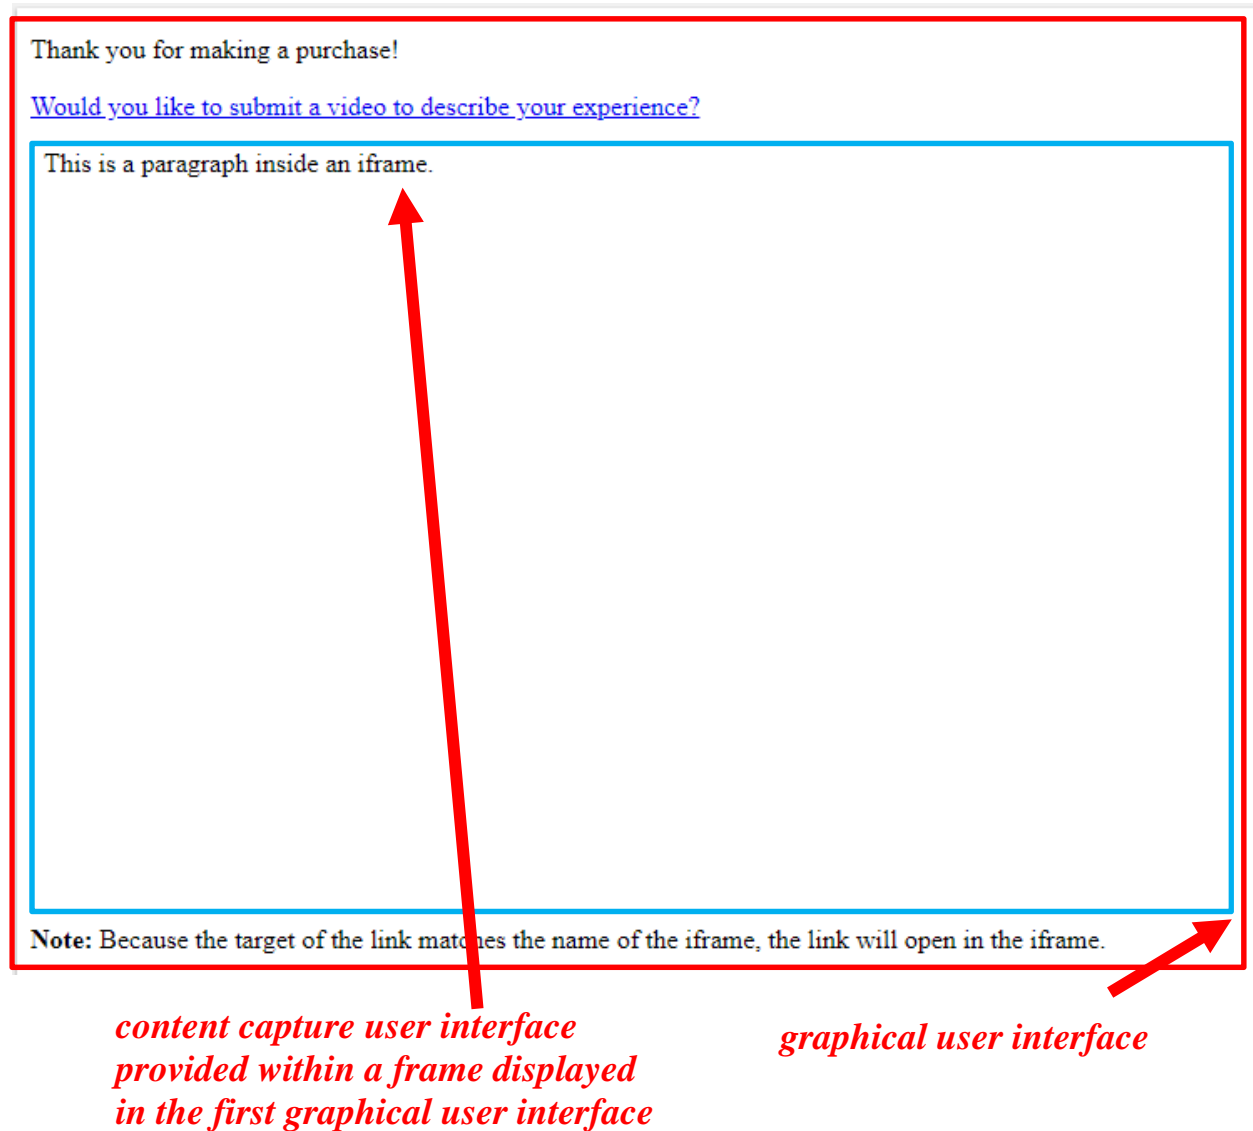 Thank you for making a purchase!
Would you like to submit a video to describe your experience?
This is a paragraph inside an iframe.
Note: Because the target of the link matches the name of the iframe, the link will open in the iframe.
content capture user interface
provided within a frame displayed
in the first graphical user interface
graphical user interface